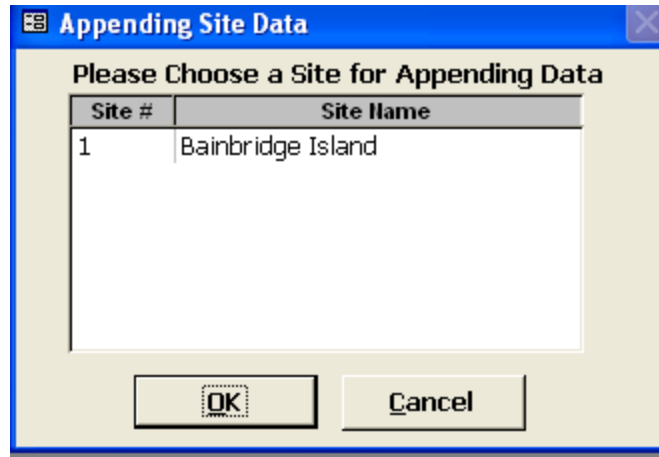 Appending Site Data
Please Choose a Site for Appending Data
Site # Site Name
1 Bainbridge Island
OK Cancel